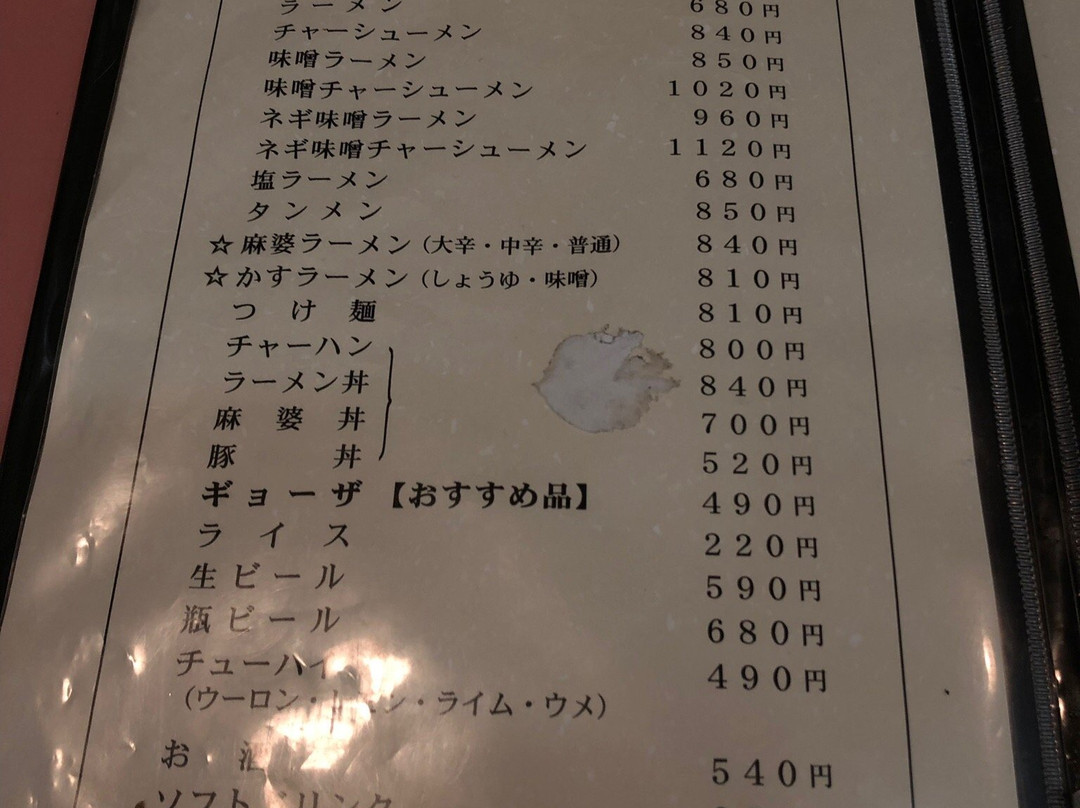 ラーメン 680円
チャーシューメン 840円
味噌ラーメン 850円
味噌チャーシューメン 1020円
ネギ味噌ラーメン 960円
ネギ味噌チャーシューメン 1120円
塩ラーメン 680円
タンメン 850円
☆麻婆ラーメン（大辛・中辛・普通） 840円
☆かすラーメン（しょうゆ・味噌） 810円
つけ麺 810円
チャーハン 800円
ラーメン丼 840円
麻婆丼 700円
豚丼 520円
ギョーザ【おすすめ品】 490円
ライス 220円
生ビール 590円
瓶ビール 680円
チューハイ 490円
（ウーロン・レモン・ライム・ウメ）
お酒 540円
ソフトドリンク